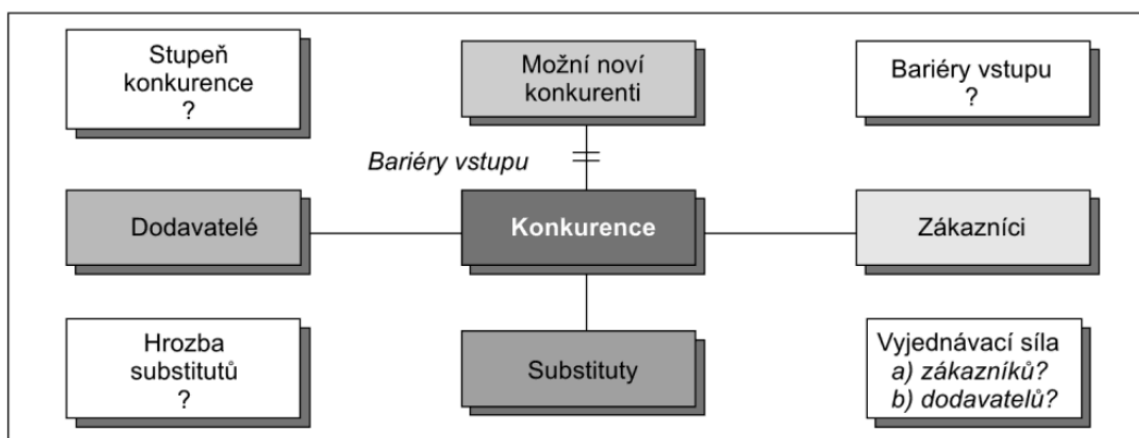 Stupeň
konkurence
?
Možní noví
konkurenti
Bariéry vstupu
?
Bariéry vstupu
Dodavatelé
Konkurence
Zákazníci
Hrozba
substitutů
?
Substituty
Vyjednávací síla
a) zákazníků?
b) dodavatelů?